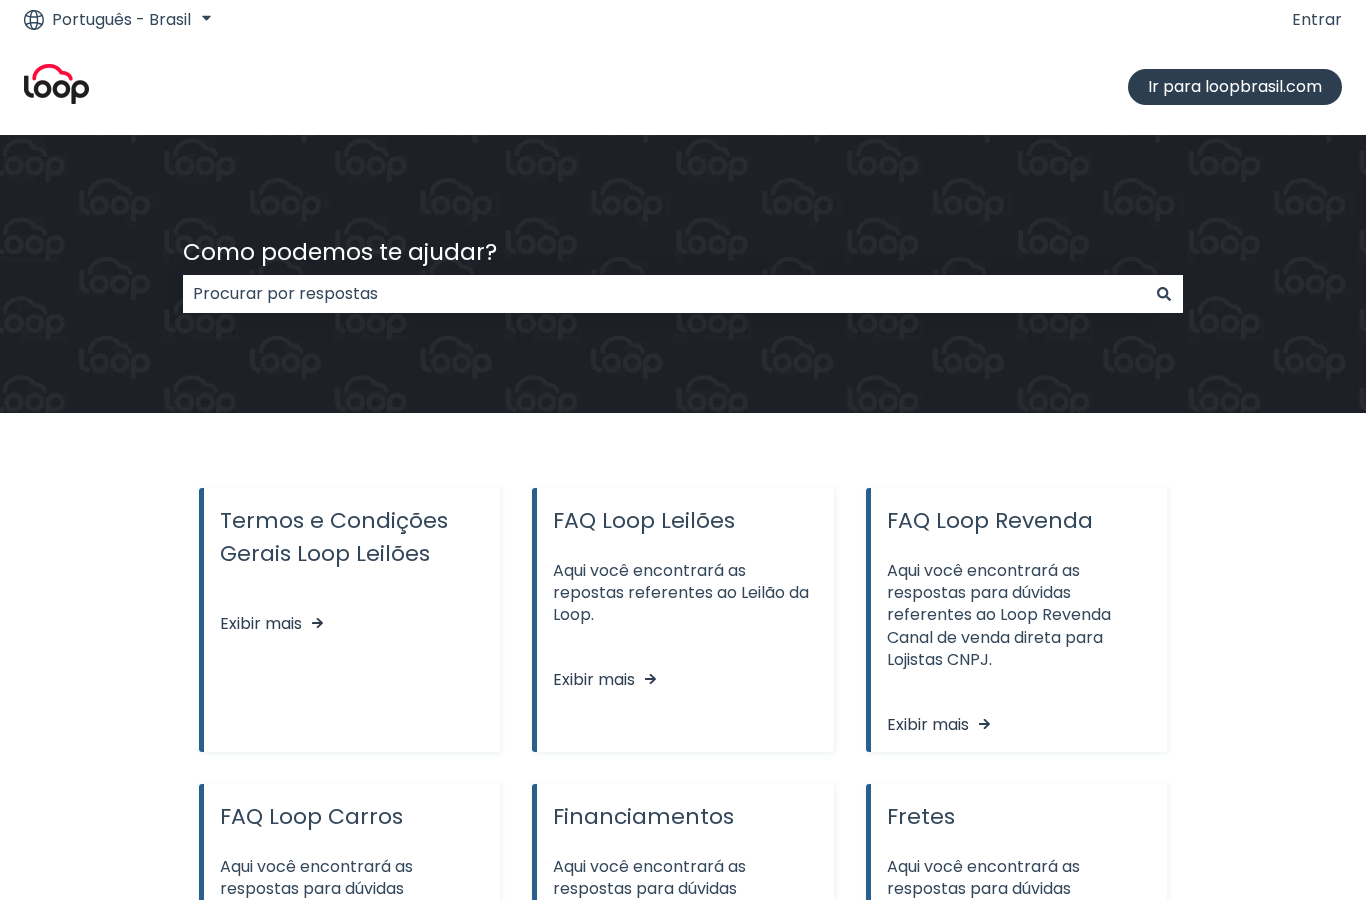 Português - Brasil
Entrar
loop
Ir para loopbrasil.com
Como podemos te ajudar?
Procurar por respostas
Termos e Condições
Gerais Loop Leilões
Exibir mais
FAQ Loop Leilões
Aqui você encontrará as
repostas referentes ao Leilão da
Loop.
Exibir mais
FAQ Loop Revenda
Aqui você encontrará as
respostas para dúvidas
referentes ao Loop Revenda
Canal de venda direta para
Lojistas CNPJ.
Exibir mais
FAQ Loop Carros
Aqui você encontrará as
respostas para dúvidas
Financiamentos
Aqui você encontrará as
respostas para dúvidas
Fretes
Aqui você encontrará as
respostas para dúvidas